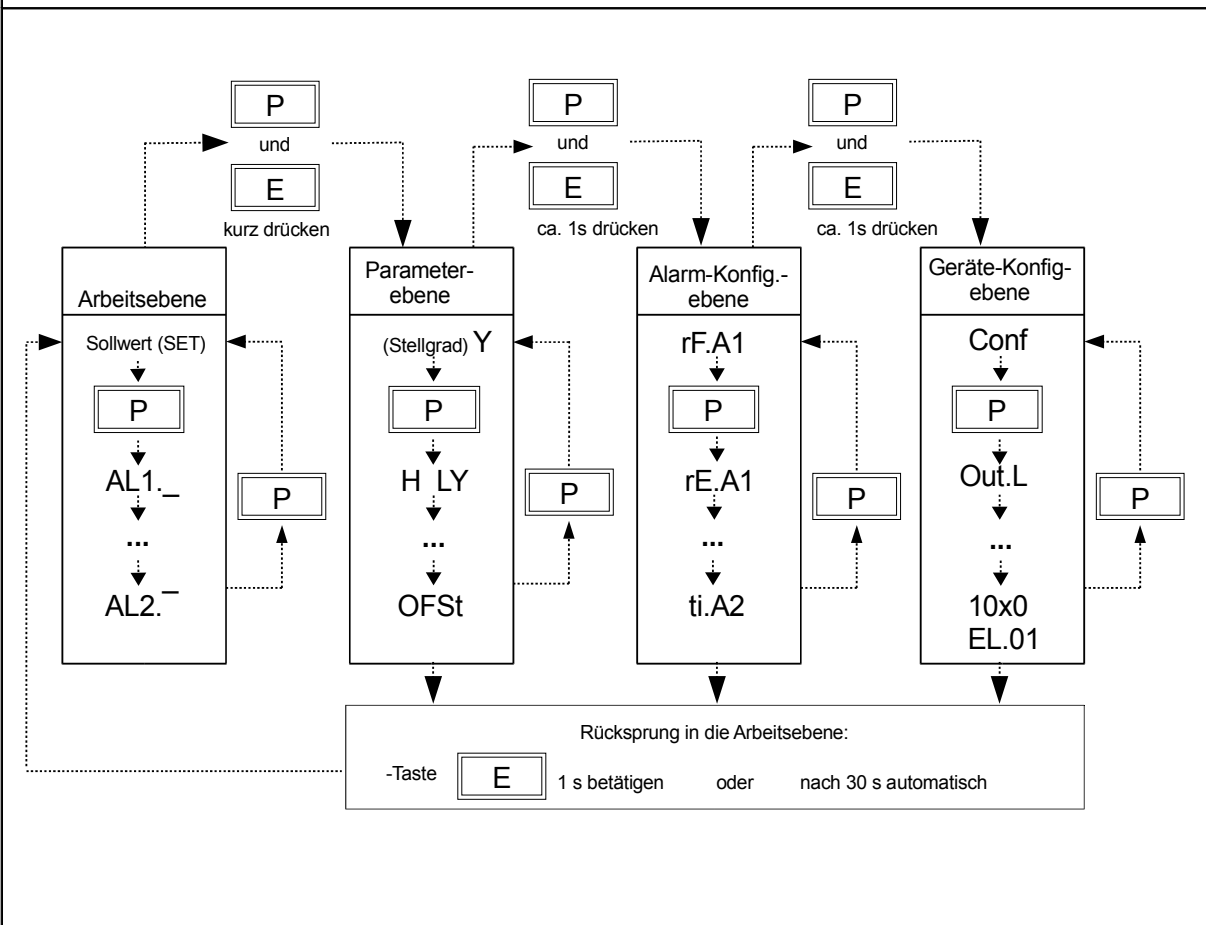 P
und
E
kurz drücken
P
und
E
ca. 1s drücken
P
und
E
ca. 1s drücken
Arbeitsebene
Sollwert (SET)
P
AL1._
...
AL2.¯
P
Parameter-
ebene
(Stellgrad) Y
P
H LY
...
OFSt
P
Alarm-Konfig.-
ebene
rF.A1
P
rE.A1
...
ti.A2
P
Geräte-Konfig-
ebene
Conf
P
Out.L
...
10x0
EL.01
P
Rücksprung in die Arbeitsebene:
-Taste E 1 s betätigen oder nach 30 s automatisch